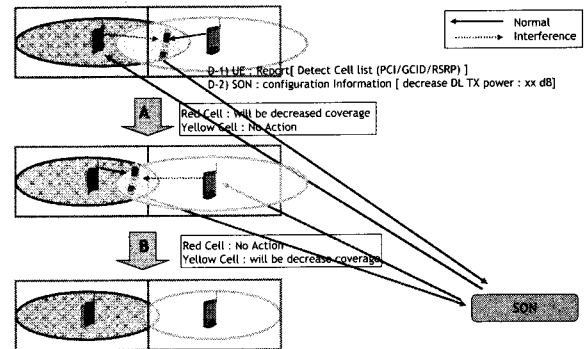 Normal
Interference
D-1) UE : Report[ Detect Cell list (PCI/GCID/RSRP) ]
D-2) SON : configuration Information [ decrease DL TX power : xx dB]
A
Red Cell : Will be decreased coverage
Yellow Cell : No Action
B
Red Cell : No Action
Yellow Cell : will be decrease coverage
SON